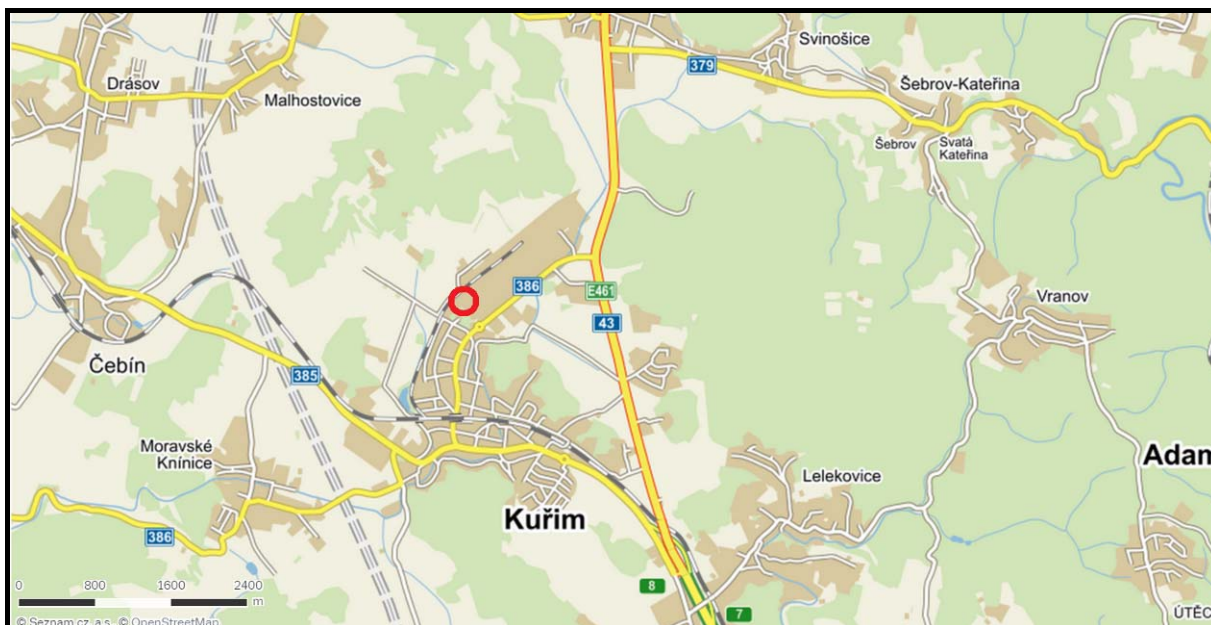 Svinošice
379
Drásov
Šebrov-Kateřina
Malhostovice
Šebrov
Svatá
Kateřina
386
E461
Vranov
43
Čebín
385
Moravské
Knínice
Adam
Lelekovice
Kuřim
386
0 800 1600 2400
m
8
7
ÚTĚC
© Seznam.cz, a.s., © OpenStreetMap